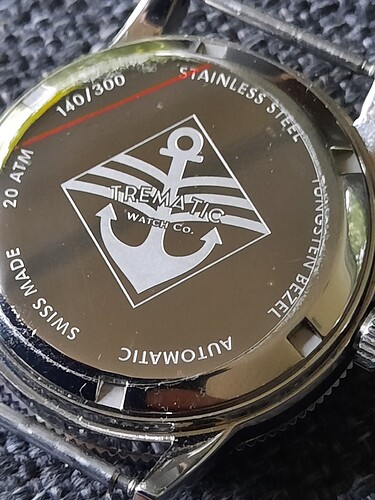 140/300
STAINLESS STEEL
TUNGSTEN BEZEL
AUTOMATIC
SWISS MADE
20 ATM
TREMATIC
WATCH CO.